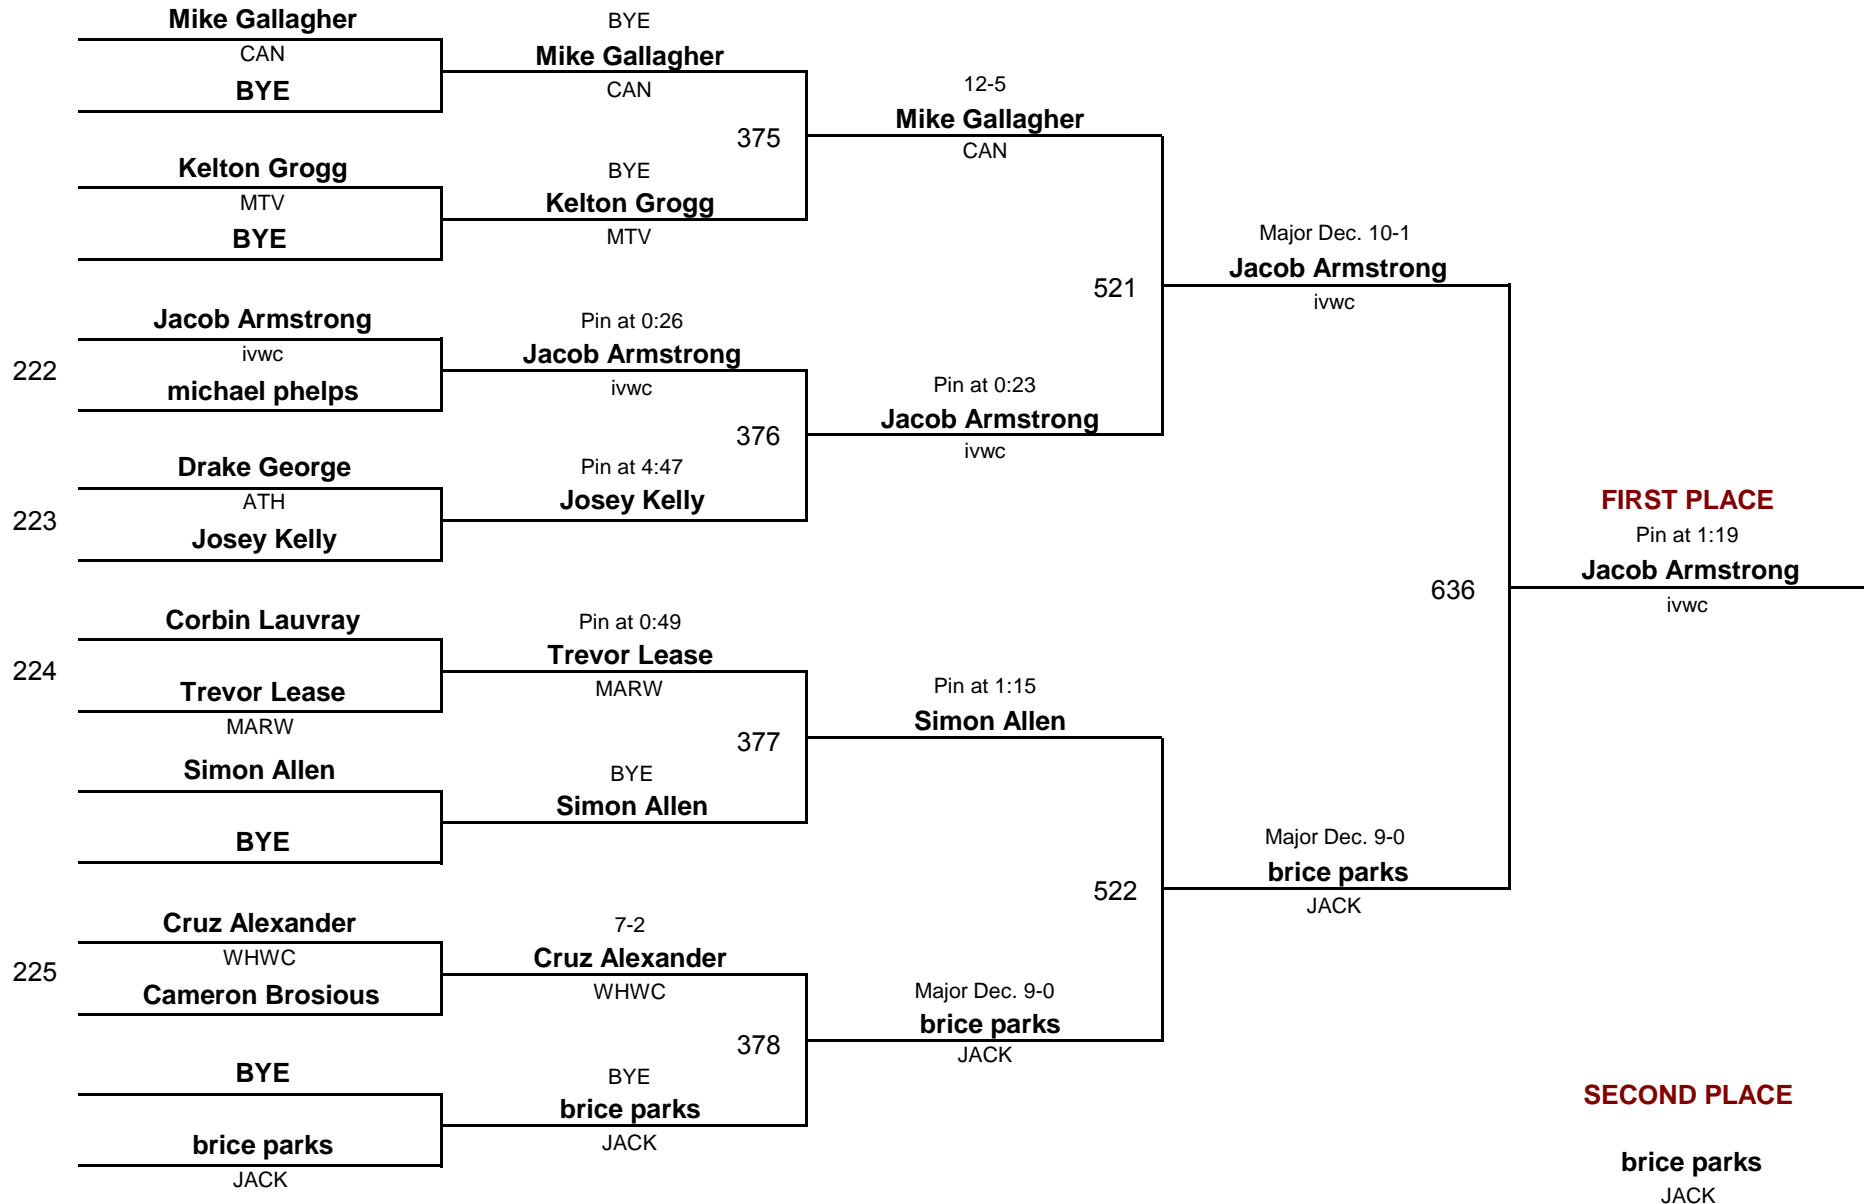 Mike Gallagher
CAN
BYE
Kelton Grogg
MTV
BYE
222
Jacob Armstrong
ivwc
michael phelps
223
Drake George
ATH
Josey Kelly
224
Corbin Lauvray
Trevor Lease
MARW
Simon Allen
BYE
225
Cruz Alexander
WHWC
Cameron Brosious
BYE
brice parks
JACK
BYE
Mike Gallagher
CAN
375
BYE
Kelton Grogg
MTV
Pin at 0:26
Jacob Armstrong
ivwc
376
Pin at 4:47
Josey Kelly
Pin at 0:49
Trevor Lease
MARW
377
BYE
Simon Allen
7-2
Cruz Alexander
WHWC
378
BYE
brice parks
JACK
12-5
Mike Gallagher
CAN
521
Pin at 0:23
Jacob Armstrong
ivwc
Pin at 1:15
Simon Allen
522
Major Dec. 9-0
brice parks
JACK
Major Dec. 10-1
Jacob Armstrong
ivwc
636
Major Dec. 9-0
brice parks
JACK
FIRST PLACE
Pin at 1:19
Jacob Armstrong
ivwc
SECOND PLACE
brice parks
JACK